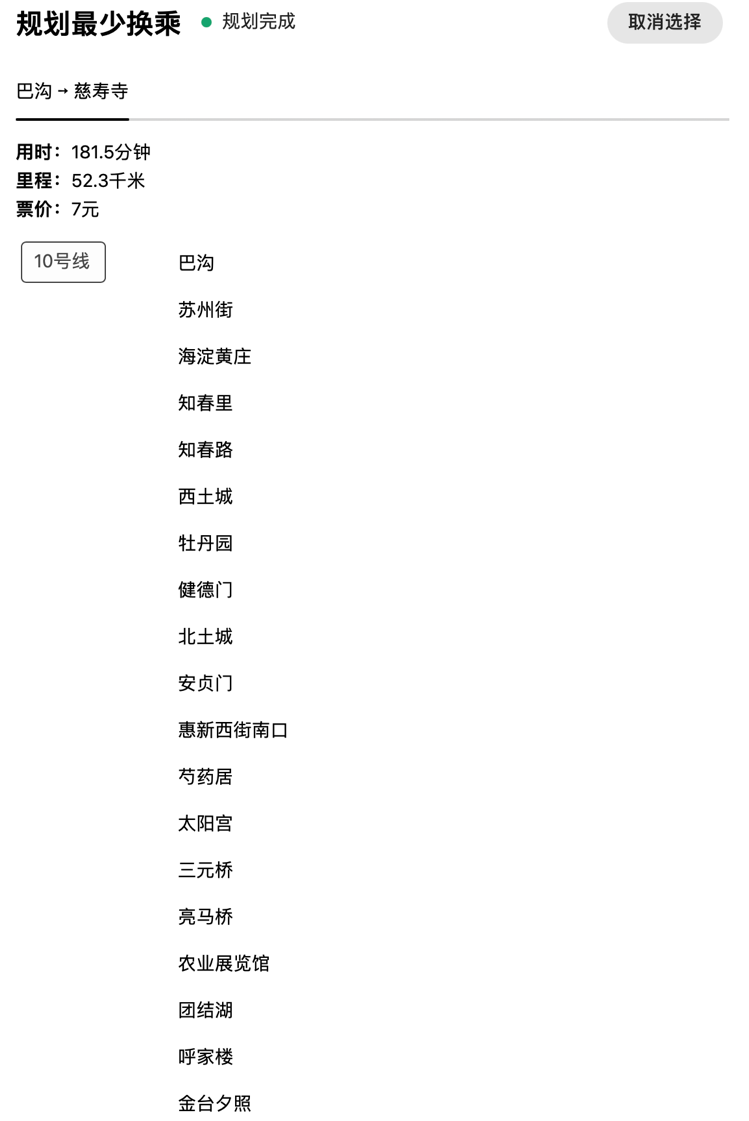 规划最少换乘 规划完成 取消选择
巴沟→慈寿寺
用时：181.5分钟
里程：52.3千米
票价：7元
10号线 巴沟
苏州街
海淀黄庄
知春里
知春路
西土城
牡丹园
健德门
北土城
安贞门
惠新西街南口
芍药居
太阳宫
三元桥
亮马桥
农业展览馆
团结湖
呼家楼
金台夕照